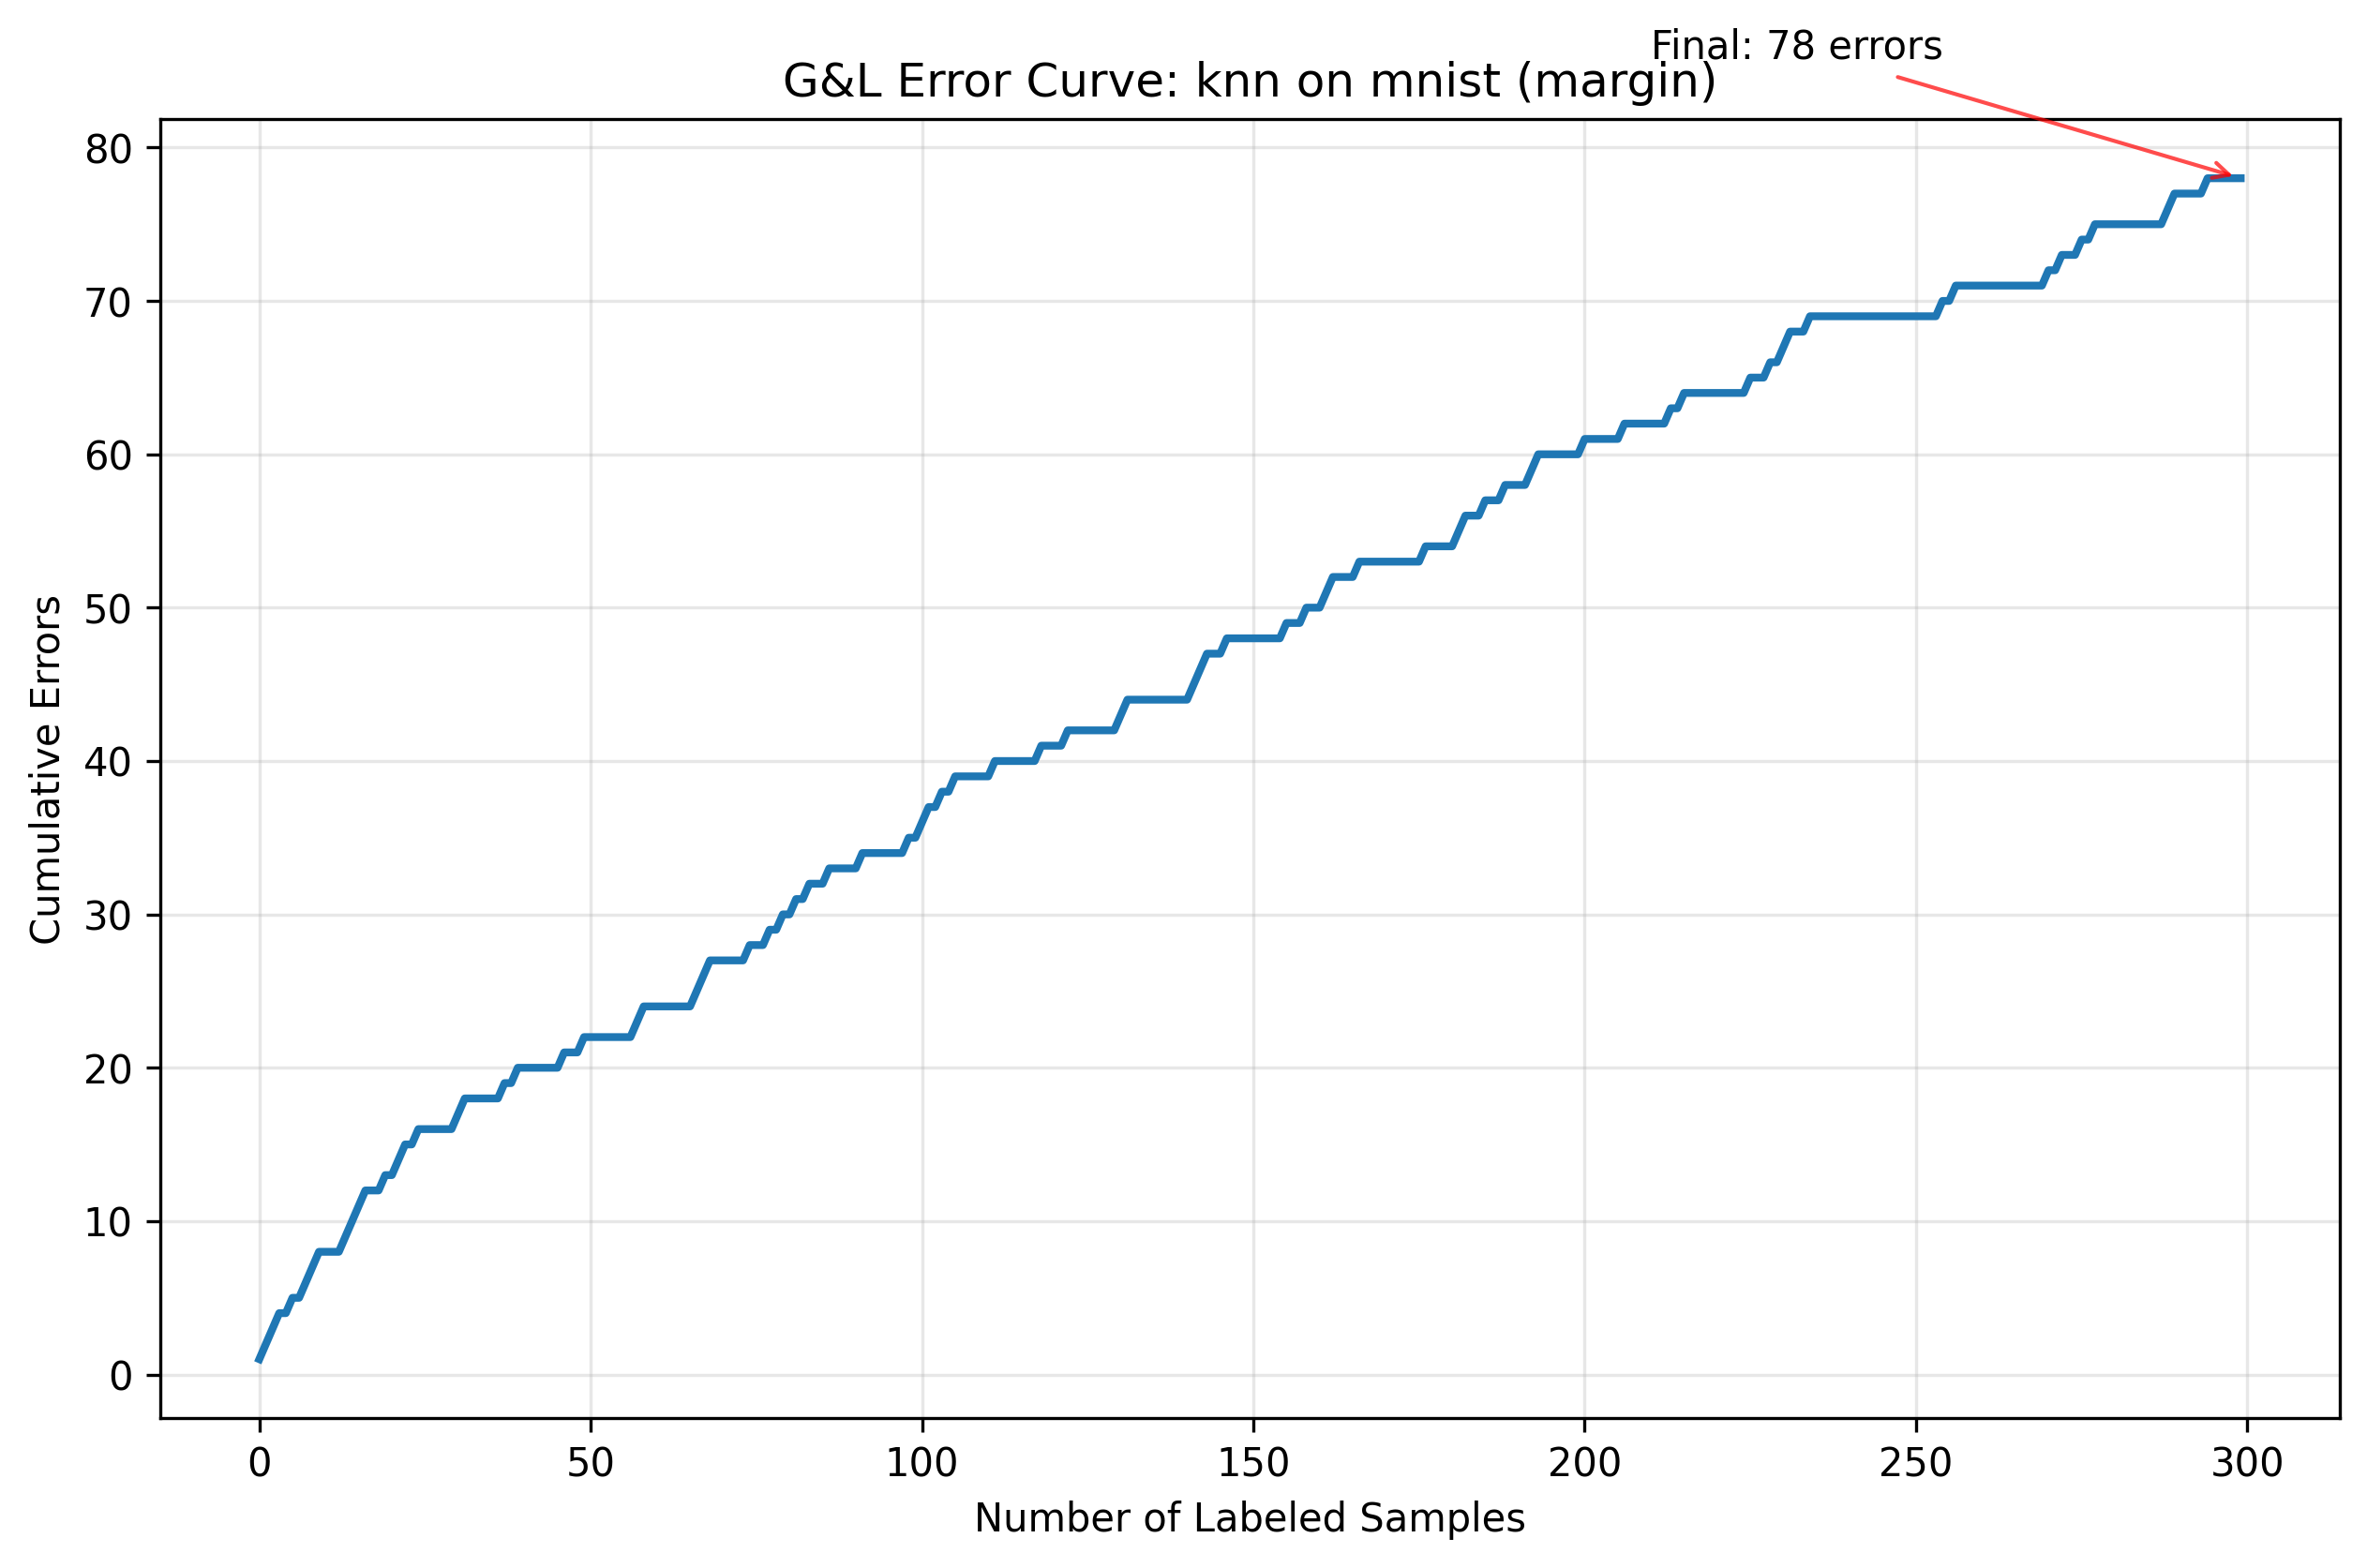 Final: 78 errors
G&L Error Curve: knn on mnist (margin)
80
70
60
50
40
30
20
10
0
Cumulative Errors
0 50 100 150 200 250 300
Number of Labeled Samples